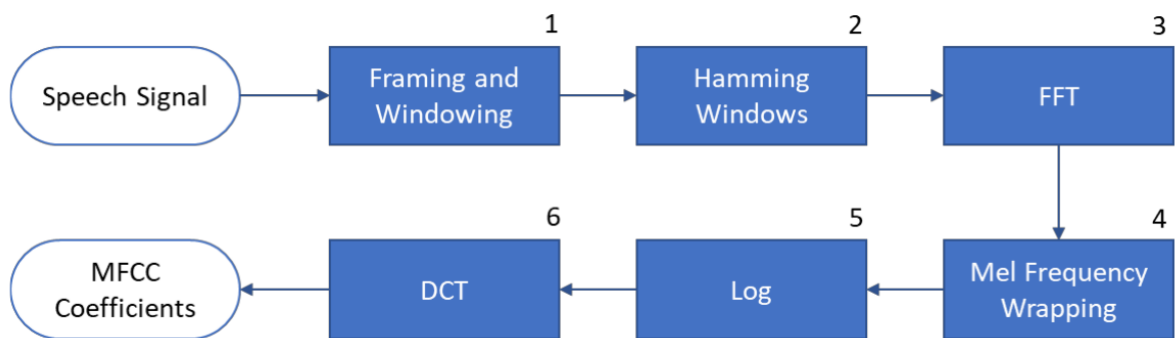 1
2
3
Speech Signal
Framing and
Windowing
Hamming
Windows
FFT
6
5
4
MFCC
Coefficients
DCT
Log
Mel Frequency
Wrapping